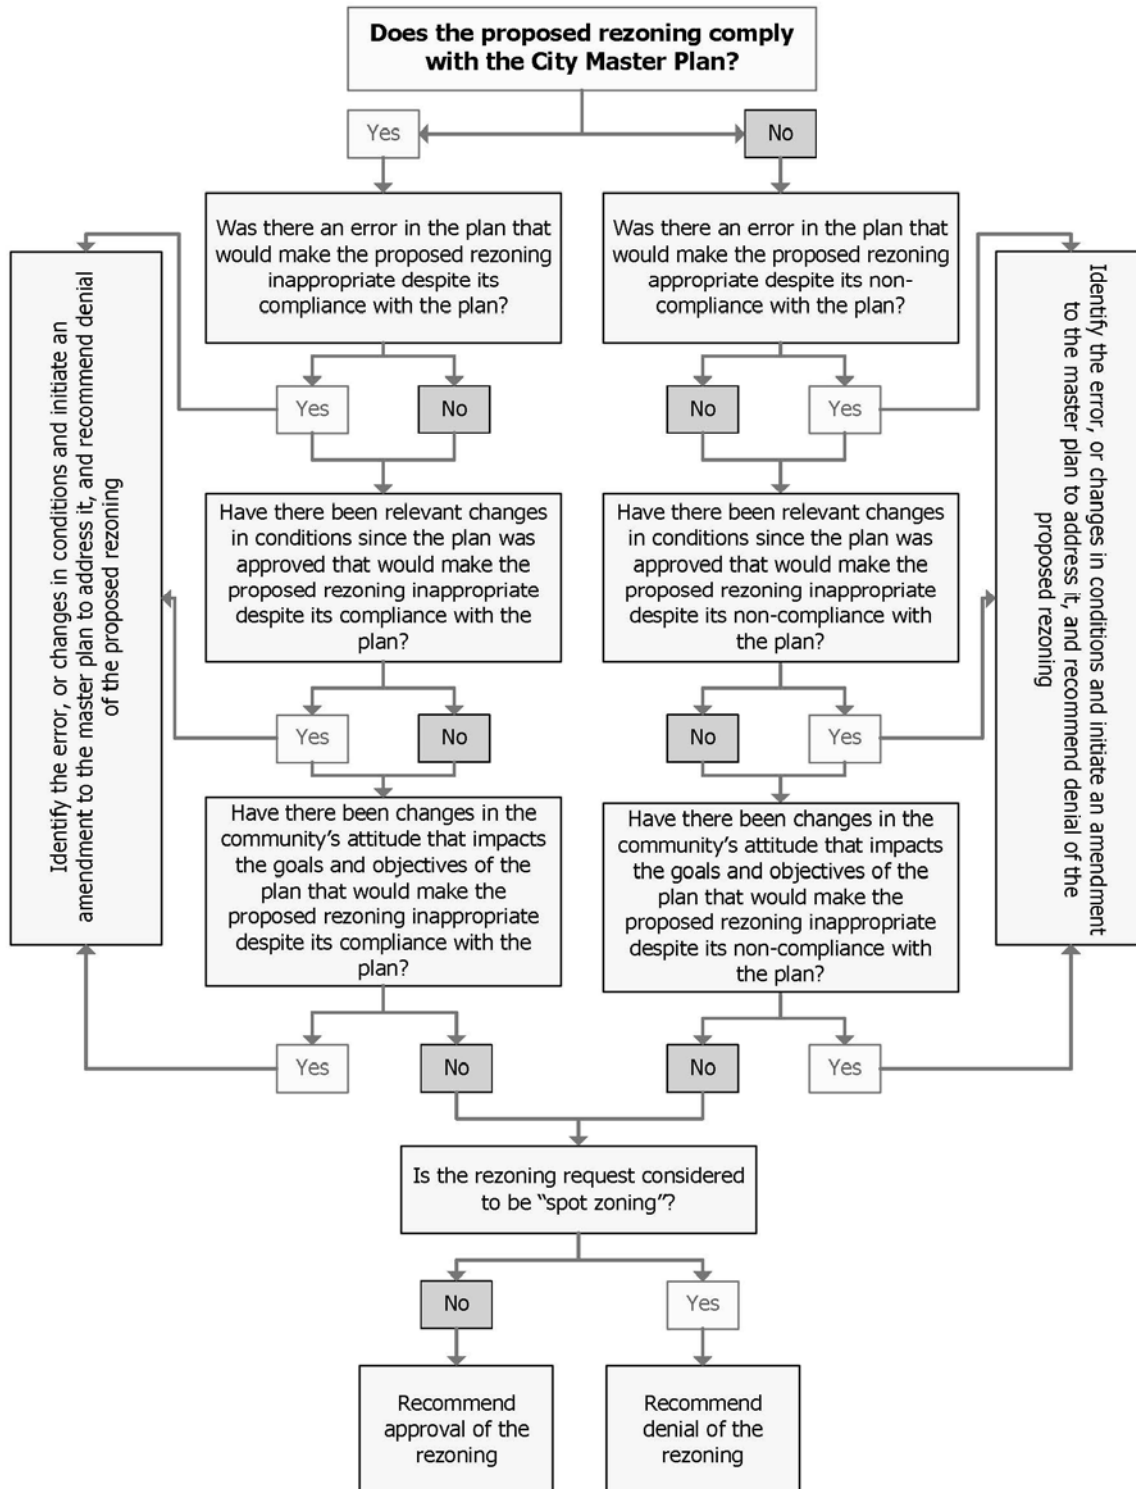 Does the proposed rezoning comply
with the City Master Plan?
Yes
No
Was there an error in the plan that
would make the proposed rezoning
inappropriate despite its
compliance with the plan?
Was there an error in the plan that
would make the proposed rezoning
appropriate despite its non-
compliance with the plan?
Identify the error, or changes in conditions and initiate an
amendment to the master plan to address it, and recommend denial
of the proposed rezoning
Identify the error, or changes in conditions and initiate an amendment
to the master plan to address it, and recommend denial of the
proposed rezoning
Yes
No
No
Yes
Have there been relevant changes
in conditions since the plan was
approved that would make the
proposed rezoning inappropriate
despite its compliance with the
plan?
Have there been relevant changes
in conditions since the plan was
approved that would make the
proposed rezoning inappropriate
despite its non-compliance with
the plan?
Yes
No
No
Yes
Have there been changes in the
community’s attitude that impacts
the goals and objectives of the
plan that would make the
proposed rezoning inappropriate
despite its compliance with the
plan?
Have there been changes in the
community’s attitude that impacts
the goals and objectives of the
plan that would make the
proposed rezoning inappropriate
despite its non-compliance with
the plan?
Yes
No
No
Yes
Is the rezoning request considered
to be “spot zoning”?
No
Yes
Recommend
approval of the
rezoning
Recommend
denial of the
rezoning